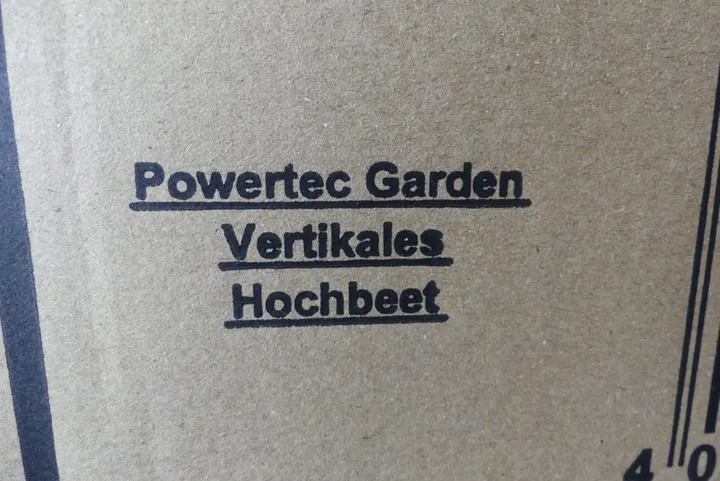 Powertec Garden
Vertikales
Hochbeet
4 0